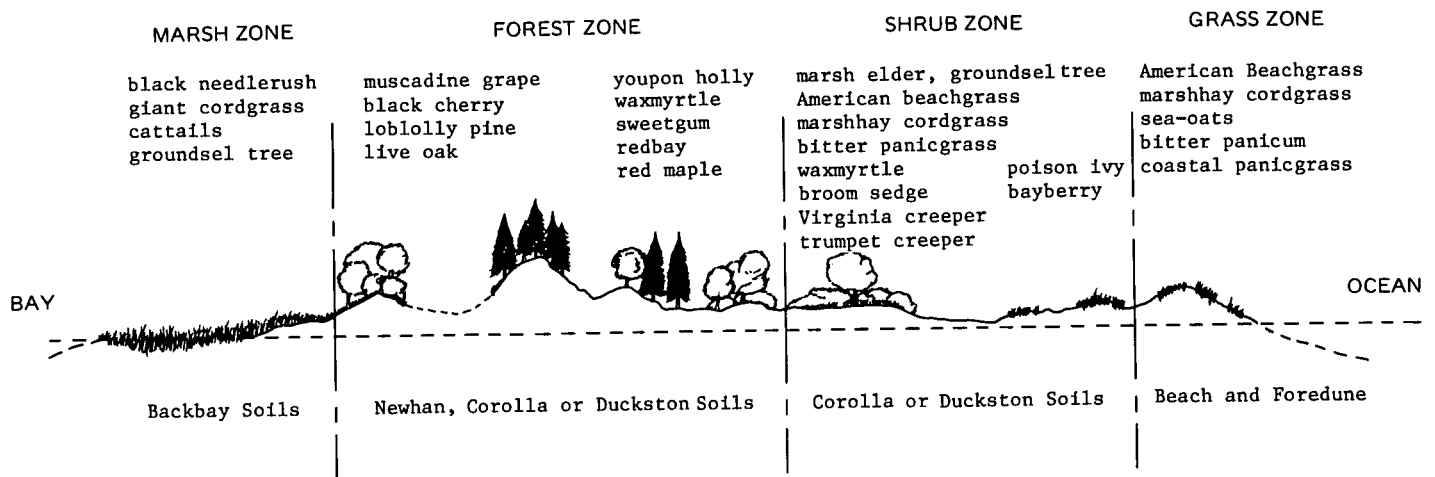 MARSH ZONE
black needlerush
giant cordgrass
cattails
groundsel tree
FOREST ZONE
muscadine grape
black cherry
loblolly pine
live oak
youpon holly
waxmyrtle
sweetgum
redbay
red maple
SHRUB ZONE
marsh elder, groundsel tree
American beachgrass
marshhay cordgrass
bitter panicgrass
waxmyrtle
broom sedge
Virginia creeper
trumpet creeper
poison ivy
bayberry
GRASS ZONE
American Beachgrass
marshhay cordgrass
sea-oats
bitter panicum
coastal panicgrass
BAY
OCEAN
Backbay Soils
Newhan, Corolla or Duckston Soils
Corolla or Duckston Soils
Beach and Foredune